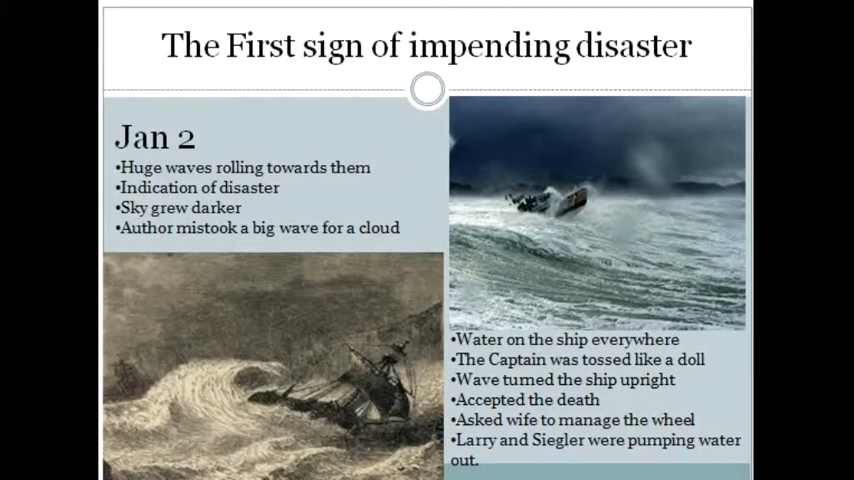 The First sign of impending disaster
Jan 2
•Huge waves rolling towards them
•Indication of disaster
•Sky grew darker
•Author mistook a big wave for a cloud
•Water on the ship everywhere
•The Captain was tossed like a doll
•Wave turned the ship upright
•Accepted the death
•Asked wife to manage the wheel
•Larry and Siegler were pumping water
out.